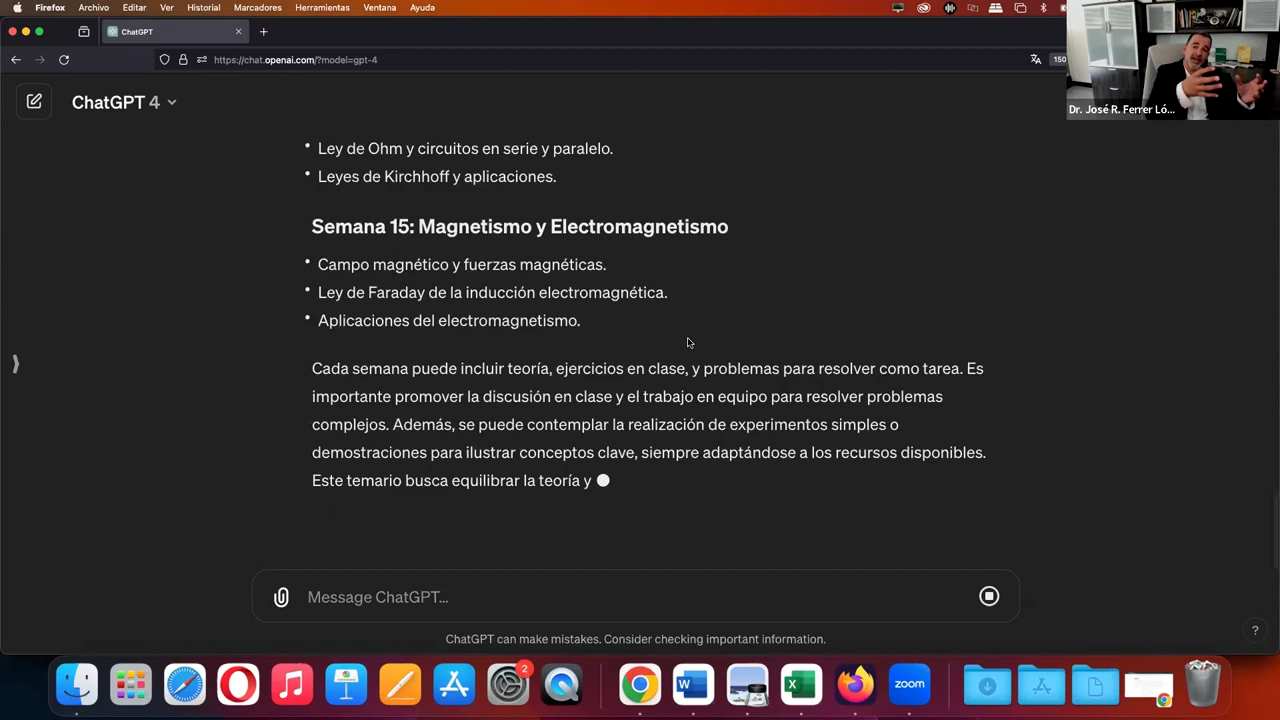 Firefox Archivo Editar Ver Historial Marcadores Herramientas Ventana Ayuda
ChatGPT
https://chat.openai.com/?model=gpt-4
150
Dr. José R. Ferrer Ló...
ChatGPT 4
• Ley de Ohm y circuitos en serie y paralelo.
• Leyes de Kirchhoff y aplicaciones.
Semana 15: Magnetismo y Electromagnetismo
• Campo magnético y fuerzas magnéticas.
• Ley de Faraday de la inducción electromagnética.
• Aplicaciones del electromagnetismo.
Cada semana puede incluir teoría, ejercicios en clase, y problemas para resolver como tarea. Es
importante promover la discusión en clase y el trabajo en equipo para resolver problemas
complejos. Además, se puede contemplar la realización de experimentos simples o
demostraciones para ilustrar conceptos clave, siempre adaptándose a los recursos disponibles.
Este temario busca equilibrar la teoría y
Message ChatGPT...
ChatGPT can make mistakes. Consider checking important information.
?
2
W
X
zoom